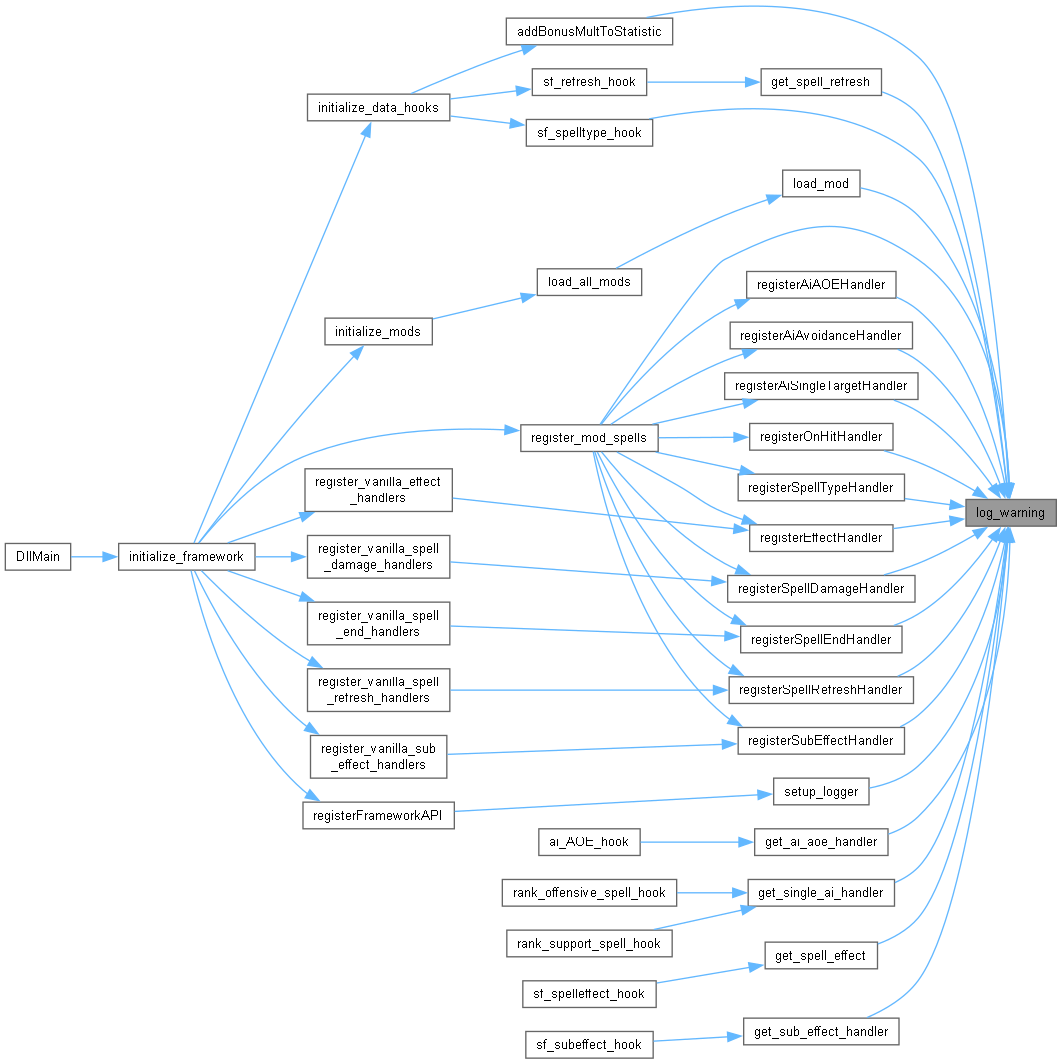 addBonusMultToStatistic
sf_refresh_hook
get_spell_refresh
initialize_data_hooks
sf_spelltype_hook
load_mod
load_all_mods
registerAiAOEHandler
initialize_mods
registerAiAvoidanceHandler
registerAiSingleTargetHandler
register_mod_spells
registerOnHitHandler
register_vanilla_effect
_handlers
registerSpellTypeHandler
log_warning
registerEffectHandler
DllMain
initialize_framework
register_vanilla_spell
_damage_handlers
registerSpellDamageHandler
register_vanilla_spell
_end_handlers
registerSpellEndHandler
register_vanilla_spell
_refresh_handlers
registerSpellRefreshHandler
register_vanilla_sub
_effect_handlers
registerSubEffectHandler
setup_logger
registerFrameworkAPI
ai_AOE_hook
get_ai_aoe_handler
rank_offensive_spell_hook
get_single_ai_handler
rank_support_spell_hook
get_spell_effect
sf_spelleffect_hook
get_sub_effect_handler
sf_subeffect_hook